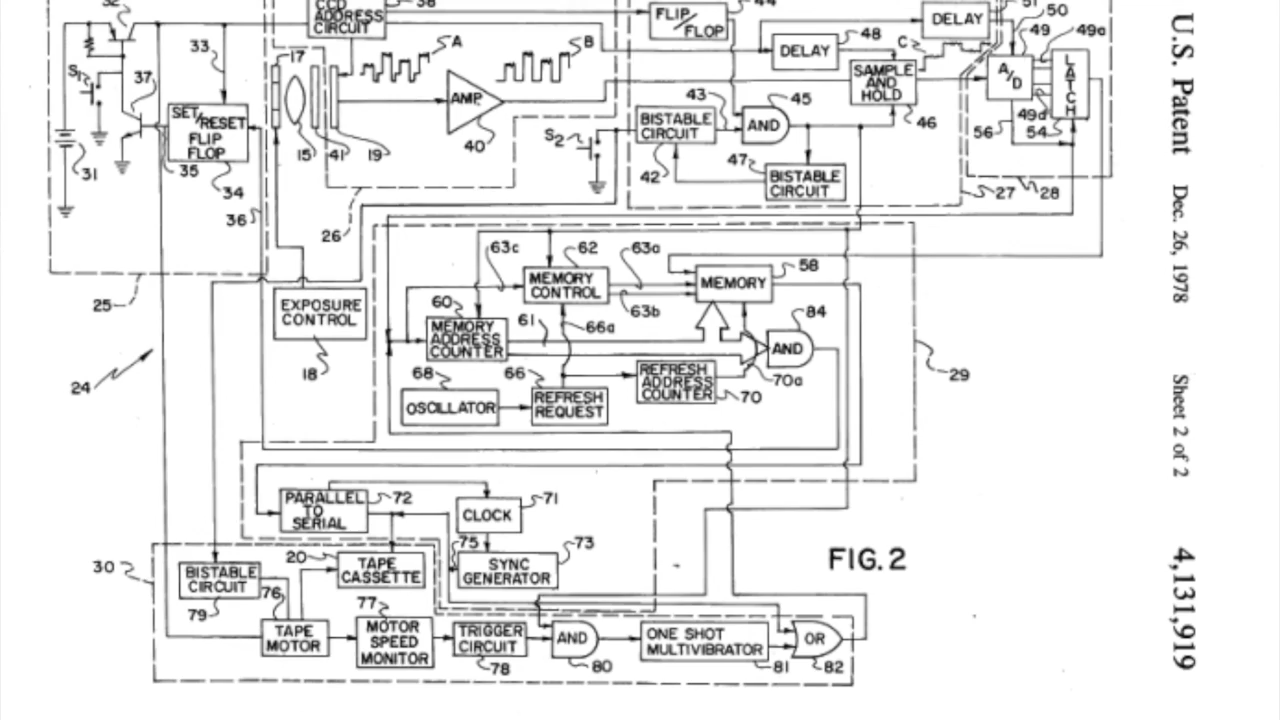 32
CCD
ADDRESS
CIRCUIT
38
FLIP/FLOP
44
DELAY
51
50
33
17
A
B
DELAY
48
C
49
49a
S1
37
SET/RESET
FLIP
FLOP
AMP
40
SAMPLE
AND
HOLD
46
A/D
LATCH
49d
56
54
31
35
34
36
15
41
19
S2
BISTABLE
CIRCUIT
42
43
AND
45
47
BISTABLE
CIRCUIT
27
28
26
25
24
EXPOSURE
CONTROL
18
63c
62
63a
MEMORY
CONTROL
63b
MEMORY
58
60
61
66a
MEMORY
ADDRESS
COUNTER
84
AND
68
66
REFRESH
ADDRESS
COUNTER
70
70a
29
OSCILLATOR
REFRESH
REQUEST
PARALLEL
TO
SERIAL
72
CLOCK
71
75
73
20
TAPE
CASSETTE
SYNC
GENERATOR
FIG. 2
30
BISTABLE
CIRCUIT
79
76
77
TAPE
MOTOR
MOTOR
SPEED
MONITOR
TRIGGER
CIRCUIT
78
AND
80
ONE SHOT
MULTIVIBRATOR
81
OR
82
U.S. Patent
Dec. 26, 1978
Sheet 2 of 2
4,131,919